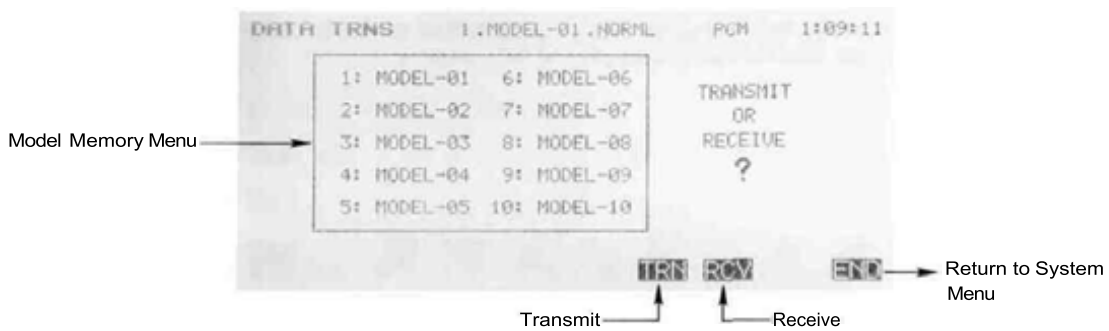 DATA TRNS 1.MODEL-01.NORML PCM 1:09:11
1: MODEL-01 6: MODEL-06
2: MODEL-02 7: MODEL-07
3: MODEL-03 8: MODEL-08
4: MODEL-04 9: MODEL-09
5: MODEL-05 10: MODEL-10
TRANSMIT
OR
RECEIVE
?
Model Memory Menu
TRN RCV END
Return to System
Menu
Transmit
Receive